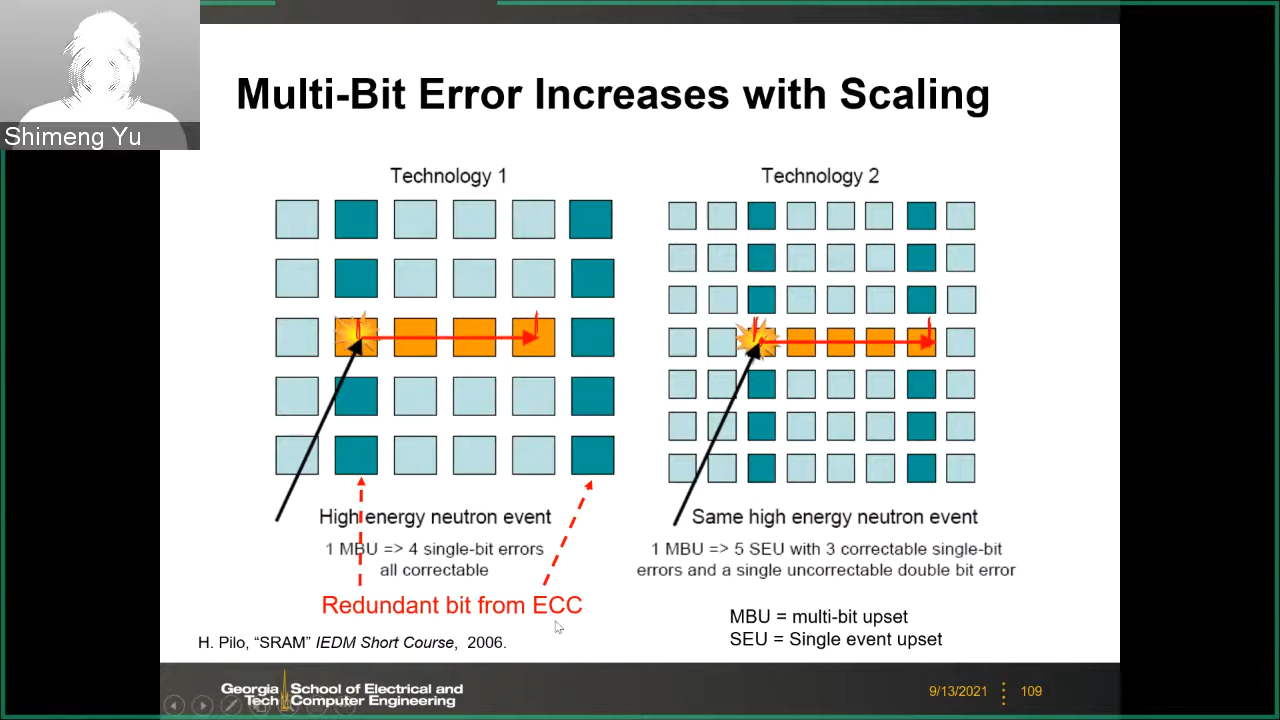 Shimeng Yu
Multi-Bit Error Increases with Scaling
Technology 1
Technology 2
High energy neutron event
1 MBU => 4 single-bit errors
all correctable
Same high energy neutron event
1 MBU => 5 SEU with 3 correctable single-bit
errors and a single uncorrectable double bit error
Redundant bit from ECC
MBU = multi-bit upset
SEU = Single event upset
H. Pilo, “SRAM” IEDM Short Course, 2006.
Georgia Tech
School of Electrical and
Computer Engineering
9/13/2021
109